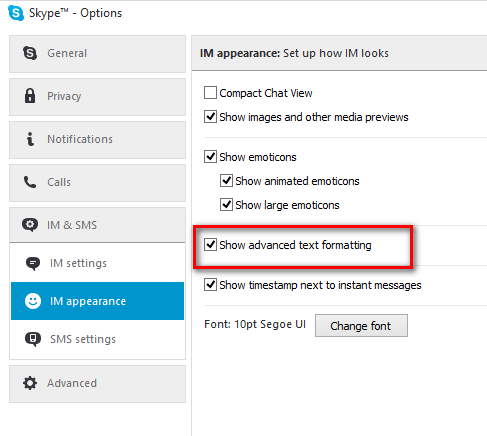 Skype™ - Options
General
Privacy
Notifications
Calls
IM & SMS
IM settings
IM appearance
SMS settings
Advanced
IM appearance: Set up how IM looks
Compact Chat View
Show images and other media previews
Show emoticons
Show animated emoticons
Show large emoticons
Show advanced text formatting
Show timestamp next to instant messages
Font: 10pt Segoe UI Change font